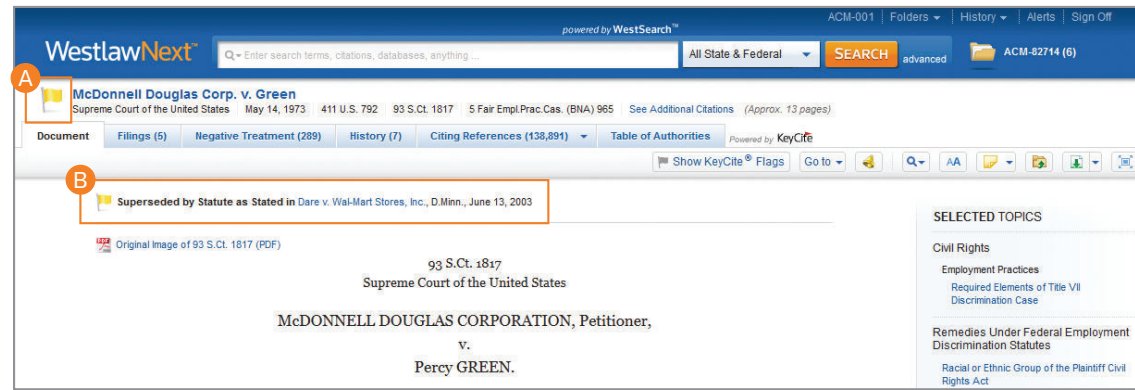 ACM-001 Folders History Alerts Sign Off
powered by WestSearch™
WestlawNext™ Enter search terms, citations, databases, anything ... All State & Federal SEARCH advanced ACM-82714 (6)
A
McDonnell Douglas Corp. v. Green
Supreme Court of the United States May 14, 1973 411 U.S. 792 93 S.Ct. 1817 5 Fair Empl.Prac.Cas. (BNA) 965 See Additional Citations (Approx. 13 pages)
Document Filings (5) Negative Treatment (289) History (7) Citing References (138,891) Table of Authorities Powered by KeyCite
Show KeyCite® Flags Go to AA
B
Superseded by Statute as Stated in Dare v. Wal-Mart Stores, Inc., D.Minn., June 13, 2003
PDF Original Image of 93 S.Ct. 1817 (PDF)
93 S.Ct. 1817
Supreme Court of the United States
McDONNELL DOUGLAS CORPORATION, Petitioner,
v.
Percy GREEN.
SELECTED TOPICS
Civil Rights
Employment Practices
Required Elements of Title VII
Discrimination Case
Remedies Under Federal Employment
Discrimination Statutes
Racial or Ethnic Group of the Plaintiff Civil
Rights Act